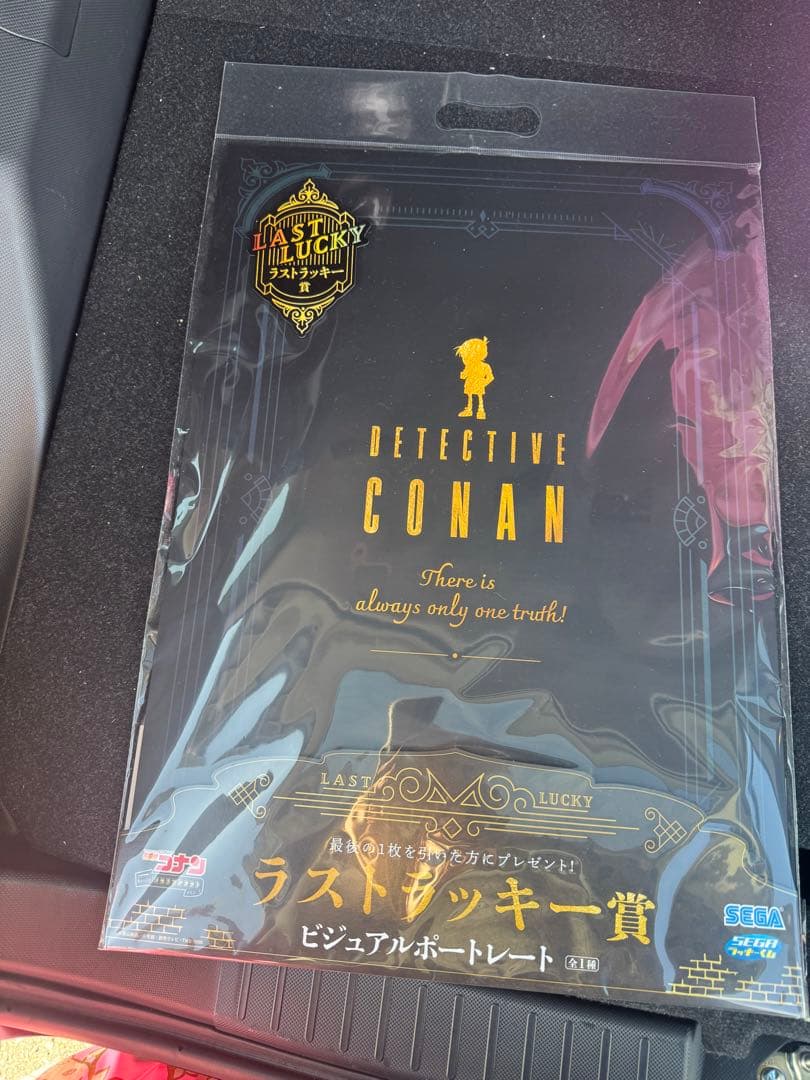 LAST
LUCKY
ラストラッキー
賞
DETECTIVE
CONAN
There is
always only one truth!
LAST LUCKY
最後の1枚を引いた方にプレゼント!
ラストラッキー賞
ビジュアルポートレート 全1種
コナン
SEGA
SEGA
ラッキーくじ